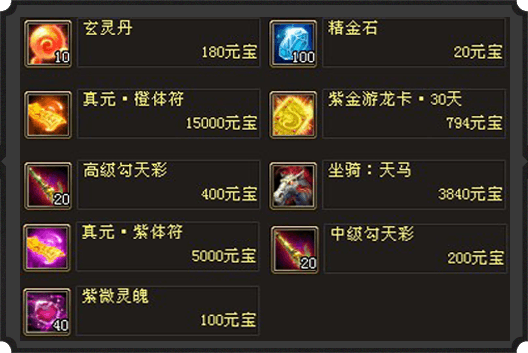 玄灵丹
10
180元宝
精金石
100
20元宝
真元·橙体符
15000元宝
紫金游龙卡·30天
794元宝
高级勾天彩
20
400元宝
坐骑：天马
3840元宝
真元·紫体符
5000元宝
中级勾天彩
20
200元宝
紫微灵魄
40
100元宝